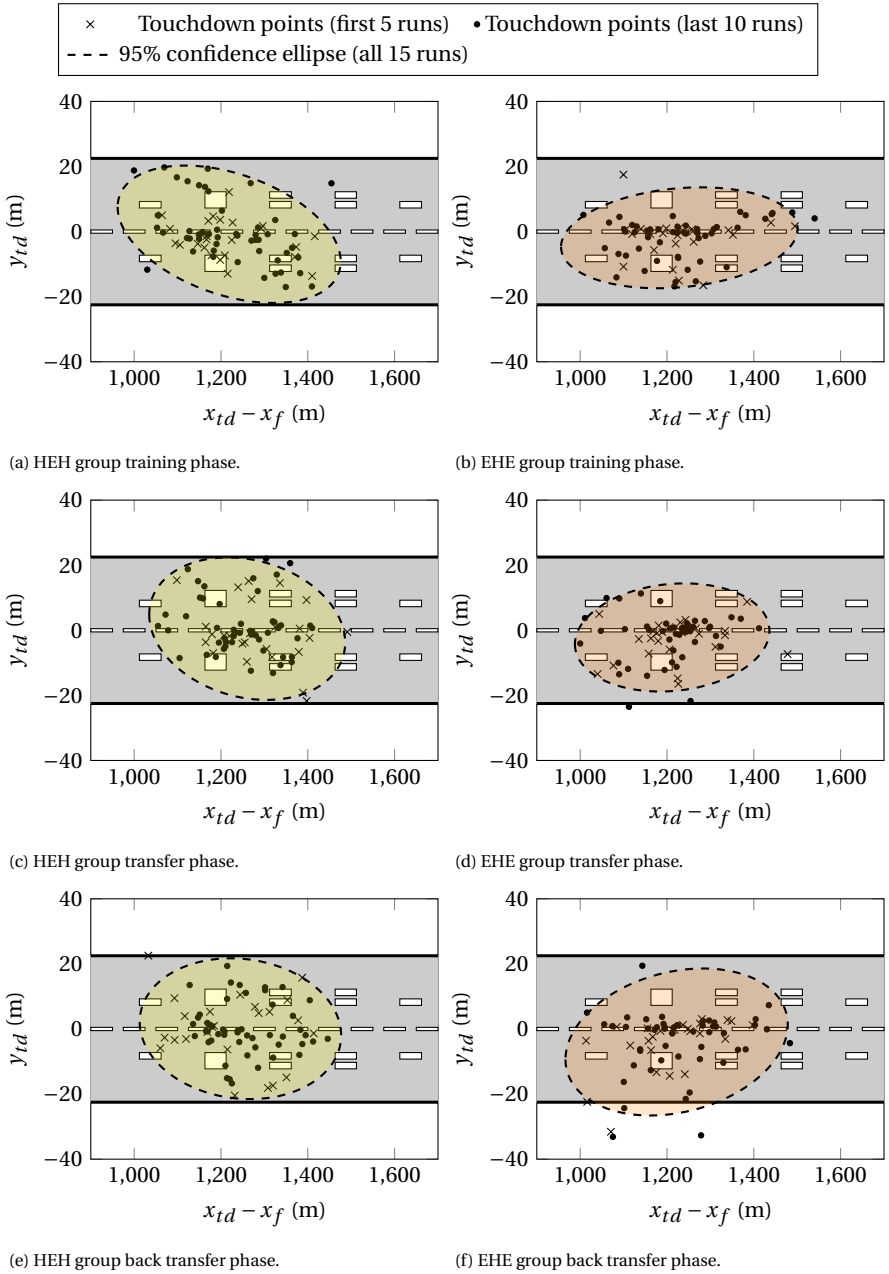 × Touchdown points (first 5 runs) • Touchdown points (last 10 runs)
--- 95% confidence ellipse (all 15 runs)
40
20
0
−20
−40
y_td (m)
1,000 1,200 1,400 1,600
x_td − x_f (m)
(a) HEH group training phase.
40
20
0
−20
−40
y_td (m)
1,000 1,200 1,400 1,600
x_td − x_f (m)
(b) EHE group training phase.
40
20
0
−20
−40
y_td (m)
1,000 1,200 1,400 1,600
x_td − x_f (m)
(c) HEH group transfer phase.
40
20
0
−20
−40
y_td (m)
1,000 1,200 1,400 1,600
x_td − x_f (m)
(d) EHE group transfer phase.
40
20
0
−20
−40
y_td (m)
1,000 1,200 1,400 1,600
x_td − x_f (m)
(e) HEH group back transfer phase.
40
20
0
−20
−40
y_td (m)
1,000 1,200 1,400 1,600
x_td − x_f (m)
(f) EHE group back transfer phase.